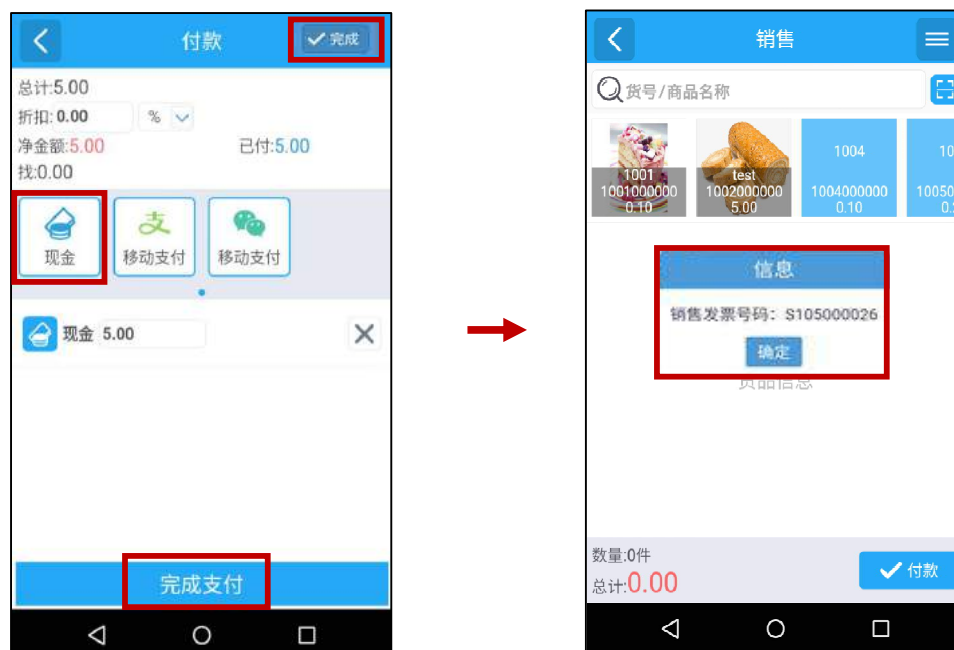 付款
完成
总计:5.00
折扣: 0.00 %
净金额:5.00 已付:5.00
找:0.00
现金
移动支付
移动支付
现金 5.00
完成支付
销售
货号/商品名称
1001
1001000000
0.10
test
1002000000
5.00
1004
1004000000
0.10
10
10050
0.
信息
销售发票号码: S105000026
确定
货品信息
数量:0件
总计:0.00
付款